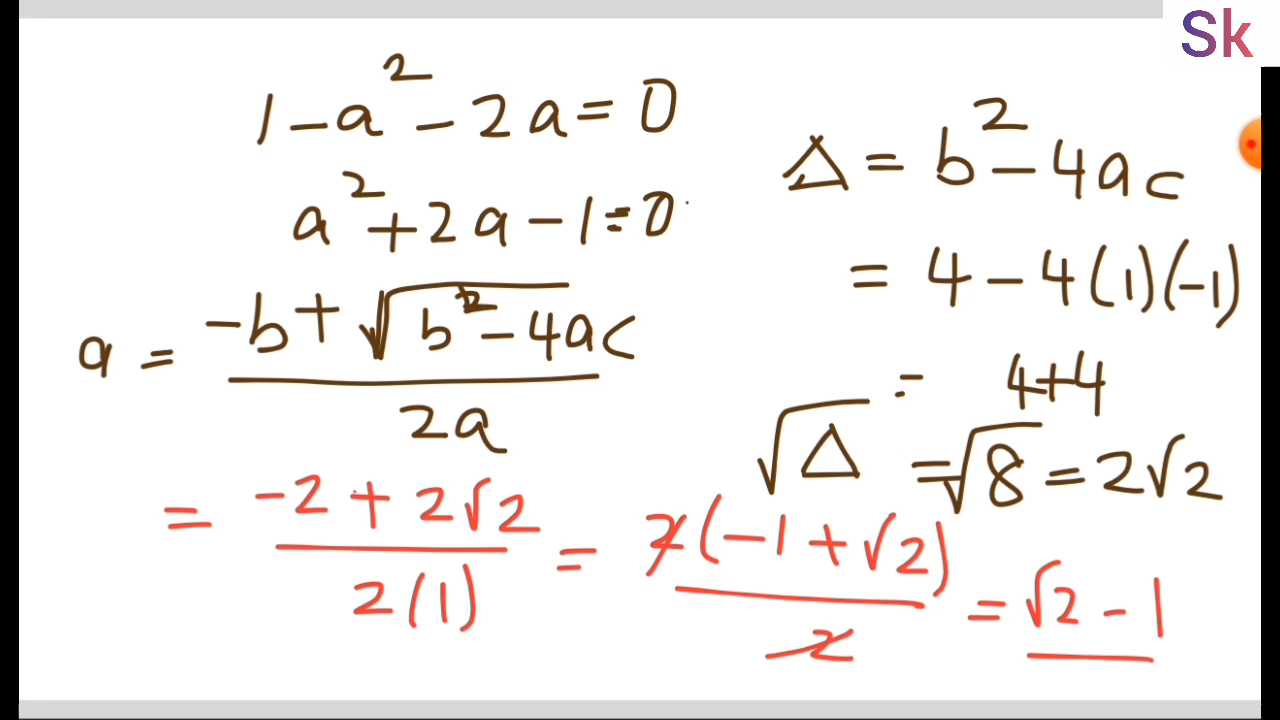 Sk
1 - a² - 2a = 0
a² + 2a - 1 = 0
a = (-b + √(b² - 4ac)) / 2a
Δ = b² - 4ac
= 4 - 4(1)(-1)
= 4+4
√Δ = √8 = 2√2
= (-2 + 2√2) / 2(1) = 2(-1 + √2) / 2 = √2 - 1